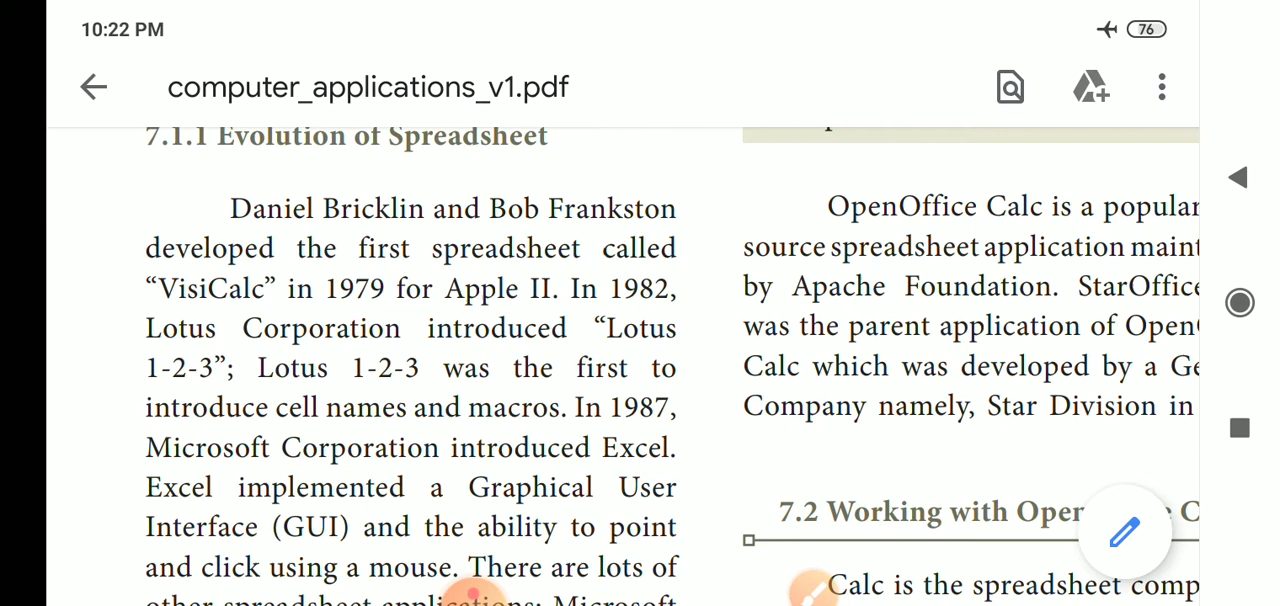 10:22 PM
76
computer_applications_v1.pdf
7.1.1 Evolution of Spreadsheet
Daniel Bricklin and Bob Frankston
developed the first spreadsheet called
“VisiCalc” in 1979 for Apple II. In 1982,
Lotus Corporation introduced “Lotus
1-2-3”; Lotus 1-2-3 was the first to
introduce cell names and macros. In 1987,
Microsoft Corporation introduced Excel.
Excel implemented a Graphical User
Interface (GUI) and the ability to point
and click using a mouse. There are lots of
other spreadsheet applications: Microsoft
OpenOffice Calc is a popular
source spreadsheet application
by Apache Foundation. StarOffice
was the parent application of
Calc which was developed by a
Company namely, Star Division in
7.2 Working with
Calc is the spreadsheet